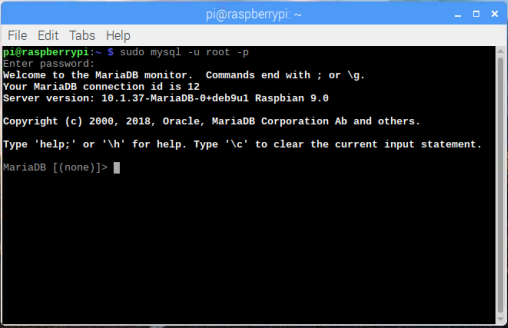 pi@raspberrypi: ~
File Edit Tabs Help
pi@raspberrypi:~ $ sudo mysql -u root -p
Enter password:
Welcome to the MariaDB monitor.  Commands end with ; or \g.
Your MariaDB connection id is 12
Server version: 10.1.37-MariaDB-0+deb9u1 Raspbian 9.0
Copyright (c) 2000, 2018, Oracle, MariaDB Corporation Ab and others.
Type 'help;' or '\h' for help. Type '\c' to clear the current input statement.
MariaDB [(none)]>